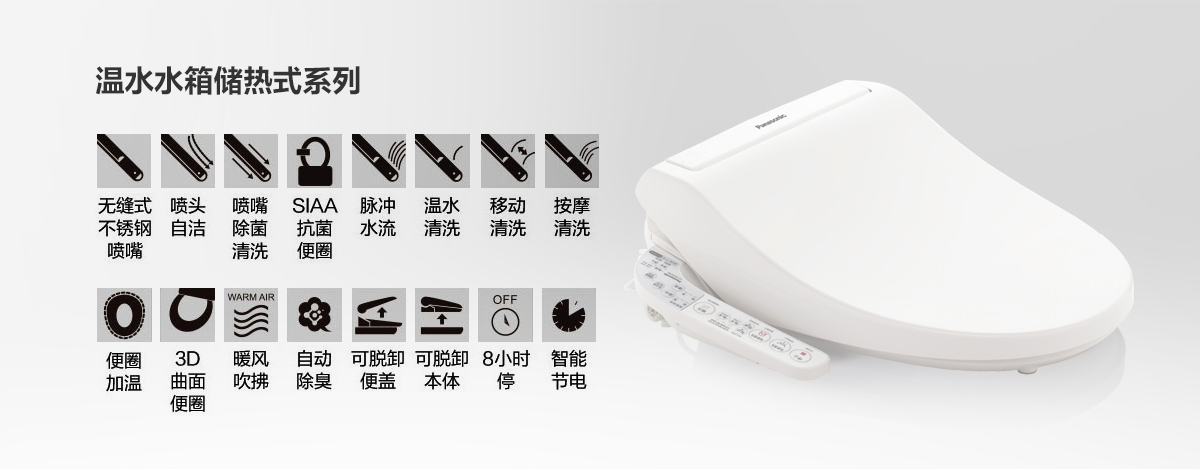 温水水箱储热式系列
Panasonic
无缝式
不锈钢
喷嘴
喷头
自洁
喷嘴
除菌
清洗
SIAA
抗菌
便圈
脉冲
水流
温水
清洗
移动
清洗
按摩
清洗
WARM AIR
OFF
便圈
加温
3D
曲面
便圈
暖风
吹拂
自动
除臭
可脱卸
便盖
可脱卸
本体
8小时
停
智能
节电